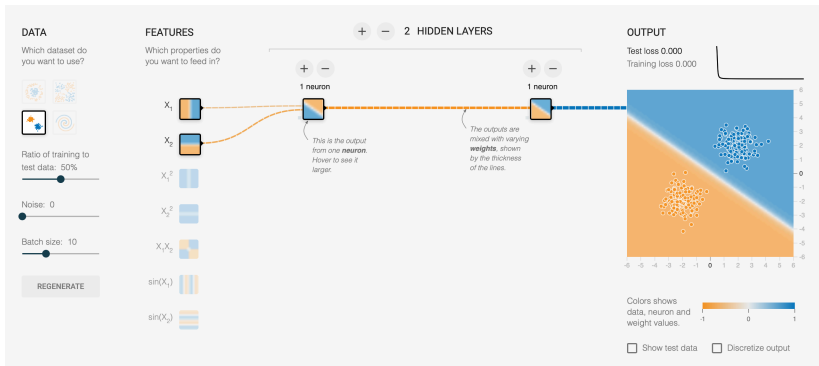 DATA
Which dataset do
you want to use?
Ratio of training to
test data: 50%
Noise: 0
Batch size: 10
REGENERATE
FEATURES
Which properties do
you want to feed in?
X1
X2
X1²
X2²
X1X2
sin(X1)
sin(X2)
+ − 2 HIDDEN LAYERS
+ −
1 neuron
This is the output
from one neuron.
Hover to see it
larger.
+ −
1 neuron
The outputs are
mixed with varying
weights, shown
by the thickness
of the lines.
OUTPUT
Test loss 0.000
Training loss 0.000
6
5
4
3
2
1
0
-1
-2
-3
-4
-5
-6
-6 -5 -4 -3 -2 -1 0 1 2 3 4 5 6
Colors shows
data, neuron and
weight values.
-1 0 1
Show test data
Discretize output